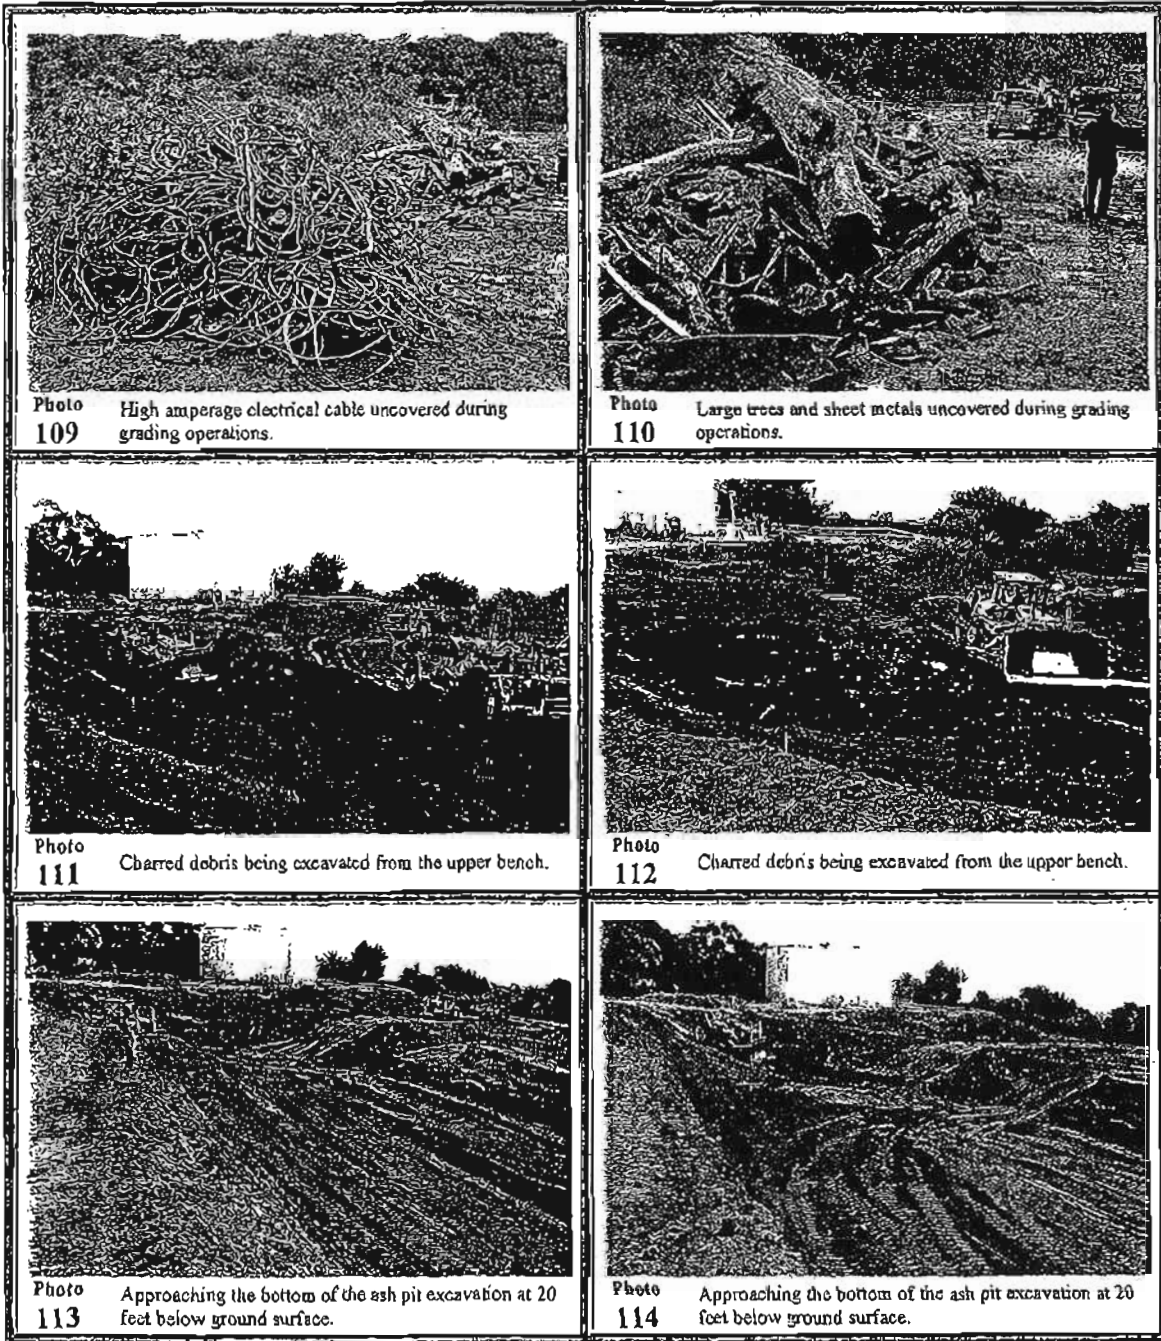 Photo
109
High amperage electrical cable uncovered during
grading operations.
Photo
110
Large trees and sheet metals uncovered during grading
operations.
Photo
111
Charred debris being excavated from the upper bench.
Photo
112
Charred debris being excavated from the upper bench.
Photo
113
Approaching the bottom of the ash pit excavation at 20
feet below ground surface.
Photo
114
Approaching the bottom of the ash pit excavation at 20
feet below ground surface.